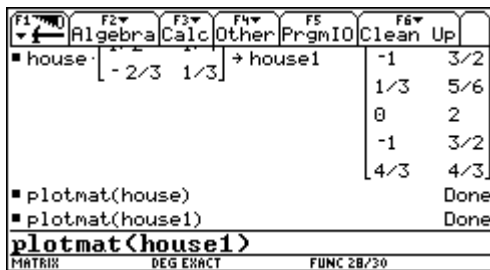 F1 F2 F3 F4 F5 F6
Algebra Calc Other PrgmIO Clean Up
house· → house1 -1 3/2
-2/3 1/3
1/3 5/6
0 2
-1 3/2
4/3 4/3
plotmat(house) Done
plotmat(house1) Done
plotmat(house1)
MATRIX DEG EXACT FUNC 28/30